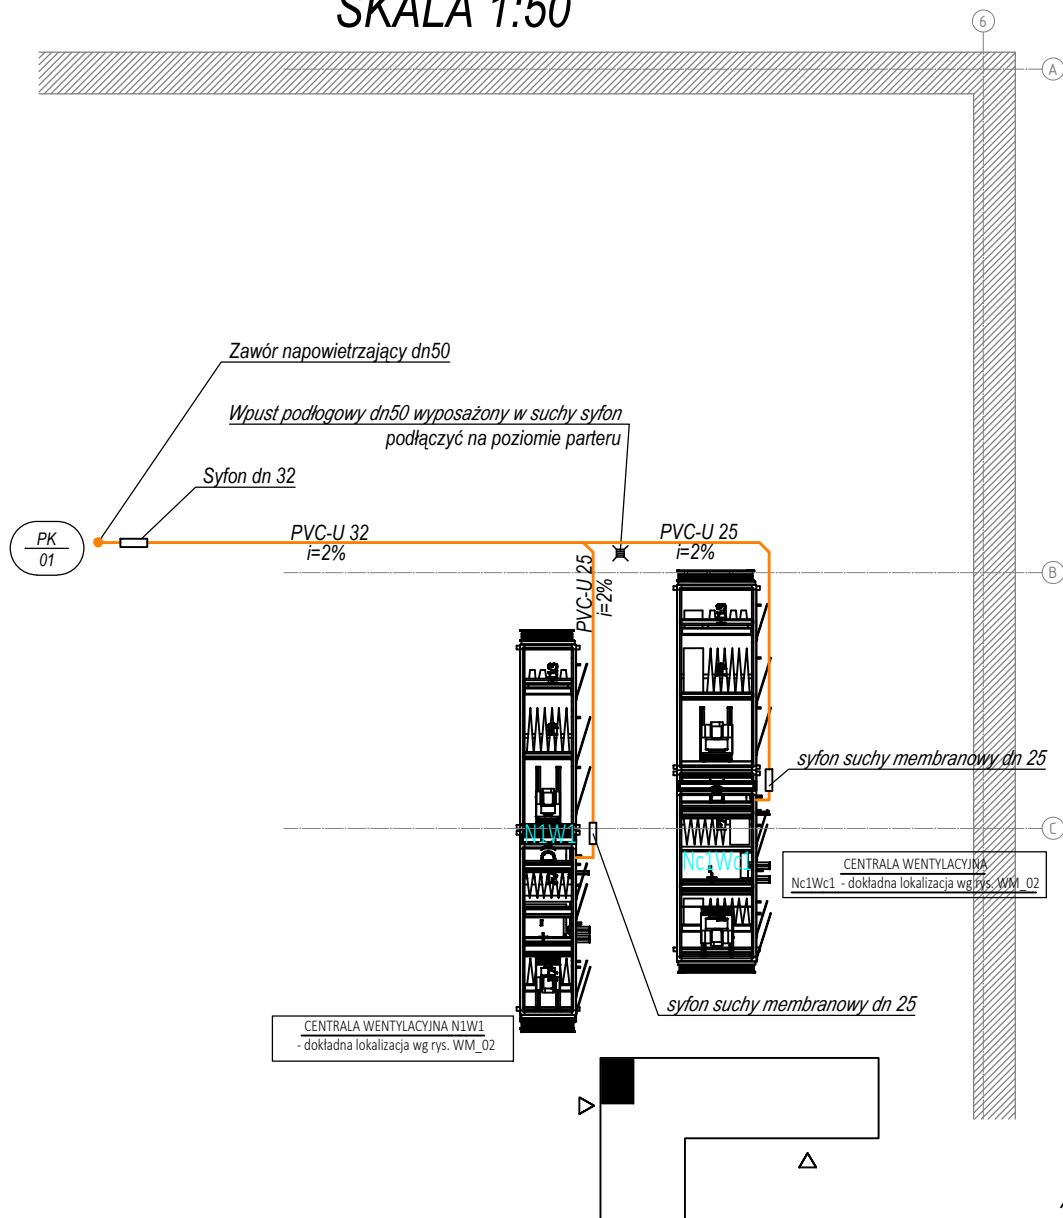 SKALA 1:50
6
A
Zawór napowietrzający dn50
Wpust podłogowy dn50 wyposażony w suchy syfon
podłączyć na poziomie parteru
Syfon dn 32
PK
01
PVC-U 32
i=2%
PVC-U 25
i=2%
PVC-U 25
i=2%
B
syfon suchy membranowy dn 25
N1W1
C
Nc1Wc1
CENTRALA WENTYLACYJNA
Nc1Wc1 - dokładna lokalizacja wg rys. WM_02
syfon suchy membranowy dn 25
CENTRALA WENTYLACYJNA N1W1
- dokładna lokalizacja wg rys. WM_02